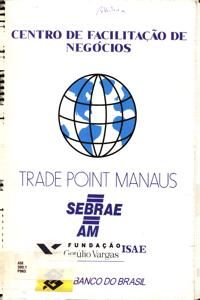 CENTRO DE FACILITAÇÃO DE
NEGÓCIOS
TRADE POINT MANAUS
SEBRAE
AM
FUNDAÇÃO
Getulio Vargas ISAE
BANCO DO BRASIL